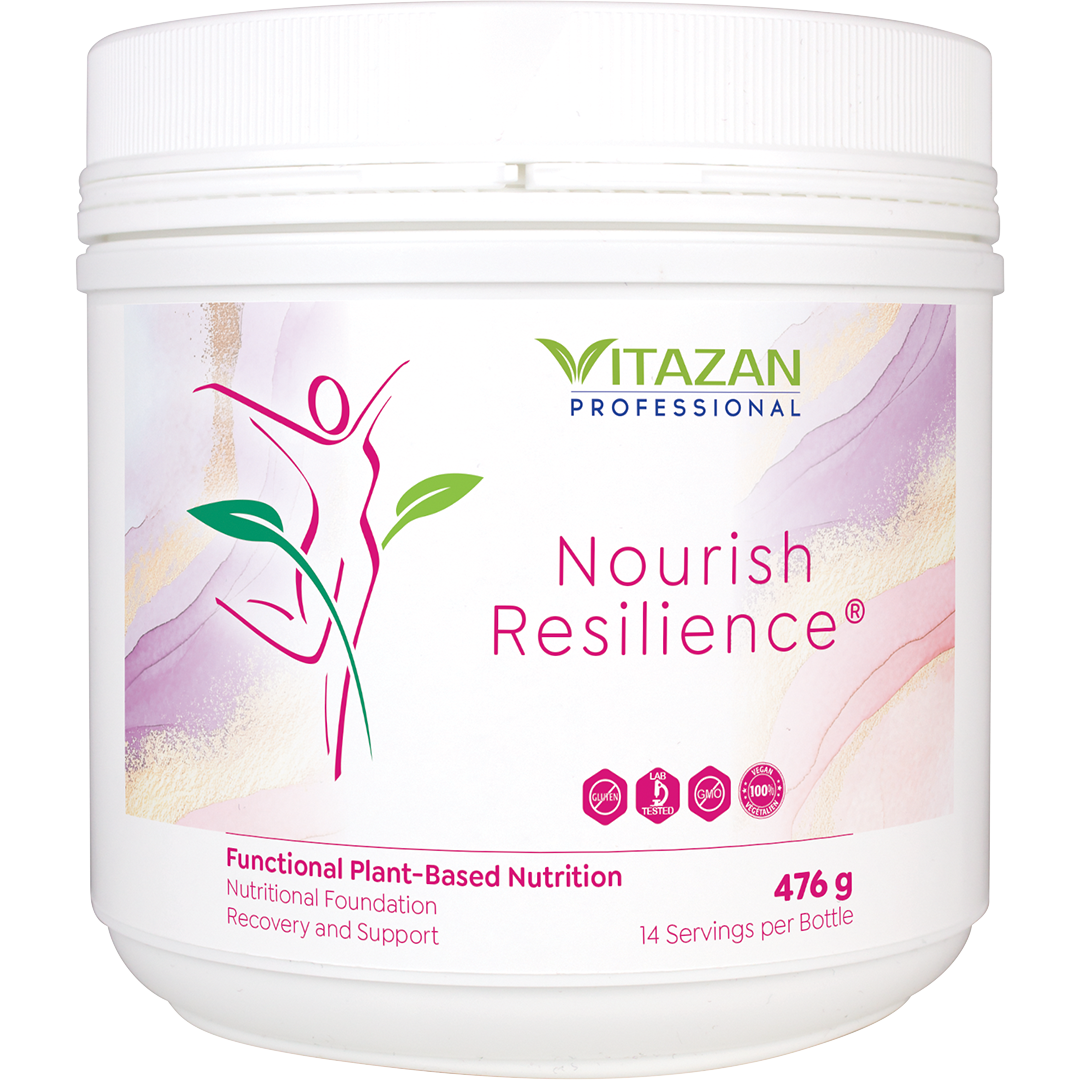 VITAZAN
PROFESSIONAL
Nourish
Resilience®
GLUTEN
LAB
TESTED
GMO
VEGAN
100%
VEGETALIEN
Functional Plant-Based Nutrition
Nutritional Foundation
Recovery and Support
476 g
14 Servings per Bottle